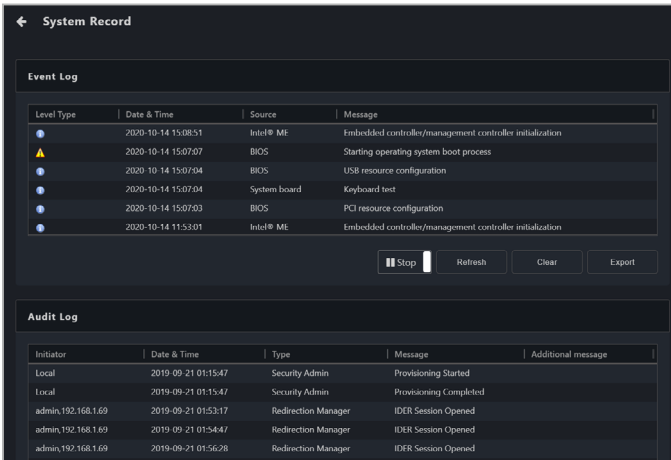 System Record
Event Log
Level Type Date & Time Source Message
2020-10-14 15:08:51 Intel® ME Embedded controller/management controller initialization
2020-10-14 15:07:07 BIOS Starting operating system boot process
2020-10-14 15:07:04 BIOS USB resource configuration
2020-10-14 15:07:04 System board Keyboard test
2020-10-14 15:07:03 BIOS PCI resource configuration
2020-10-14 11:53:01 Intel® ME Embedded controller/management controller initialization
Stop Refresh Clear Export
Audit Log
Initiator Date & Time Type Message Additional message
Local 2019-09-21 01:15:47 Security Admin Provisioning Started
Local 2019-09-21 01:15:47 Security Admin Provisioning Completed
admin,192.168.1.69 2019-09-21 01:53:17 Redirection Manager IDER Session Opened
admin,192.168.1.69 2019-09-21 01:54:47 Redirection Manager IDER Session Opened
admin,192.168.1.69 2019-09-21 01:56:28 Redirection Manager IDER Session Opened